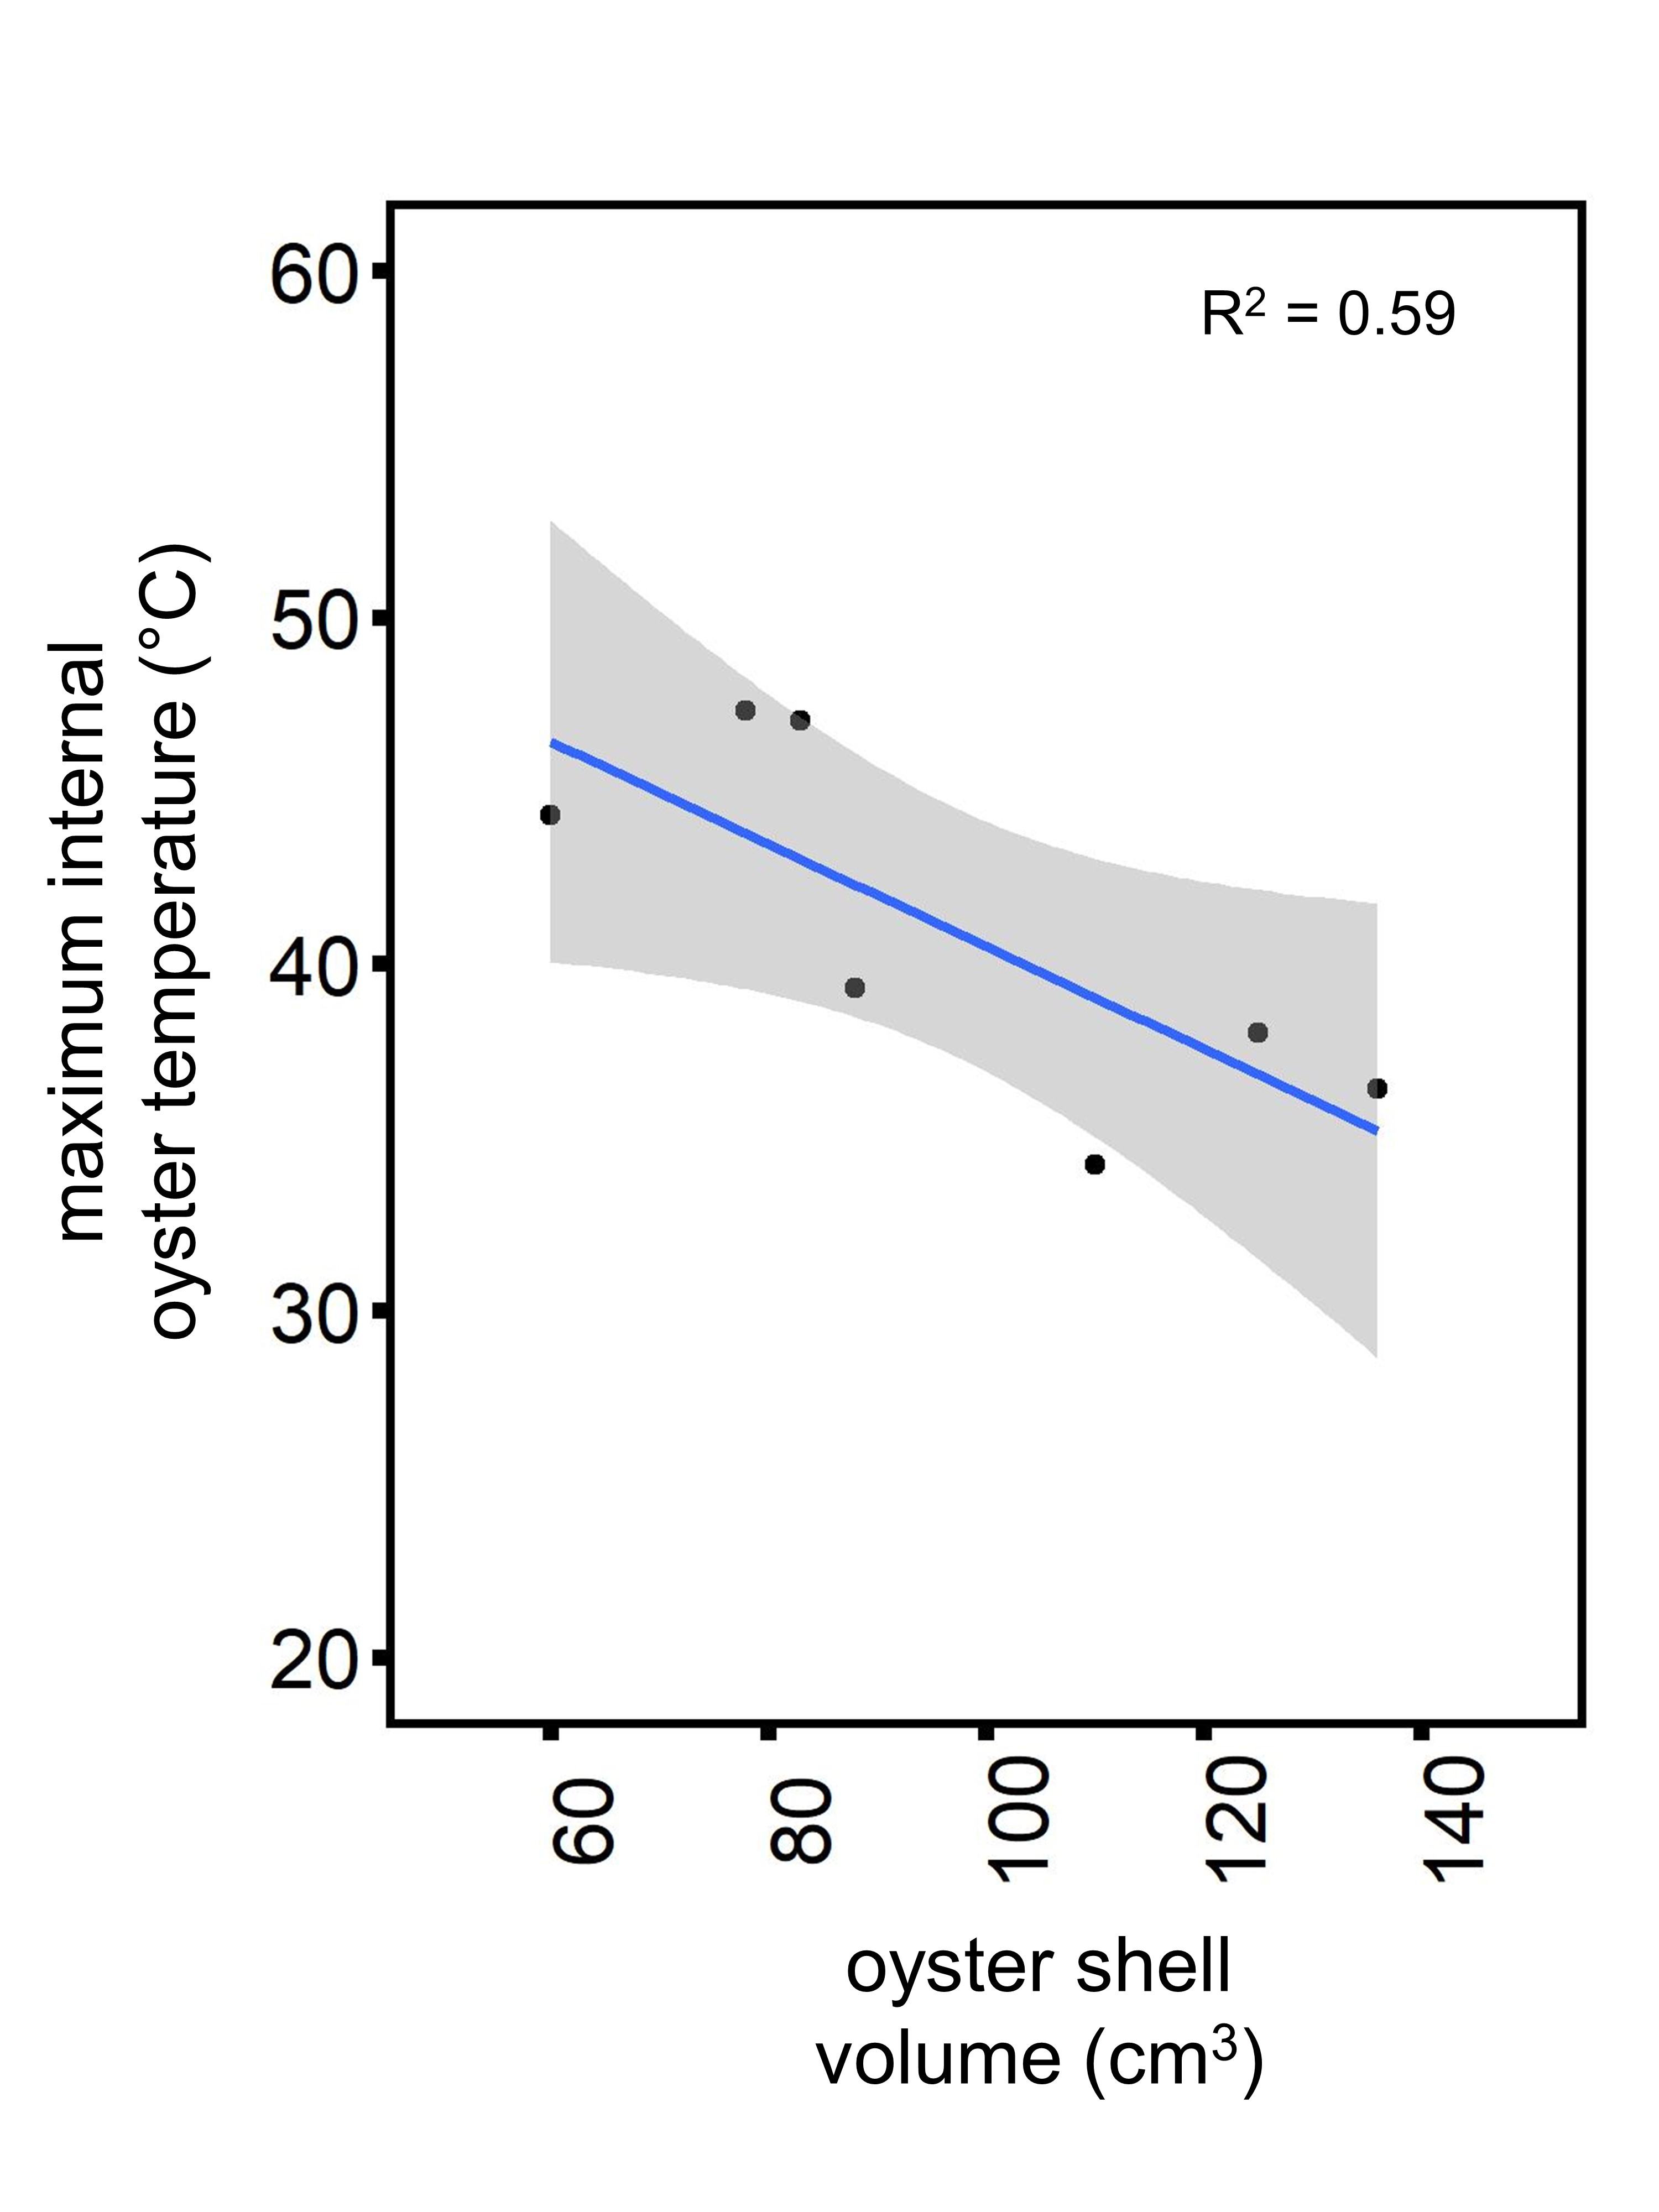 R² = 0.59
60
50
40
30
20
maximum internal
oyster temperature (°C)
60
80
100
120
140
oyster shell
volume (cm³)